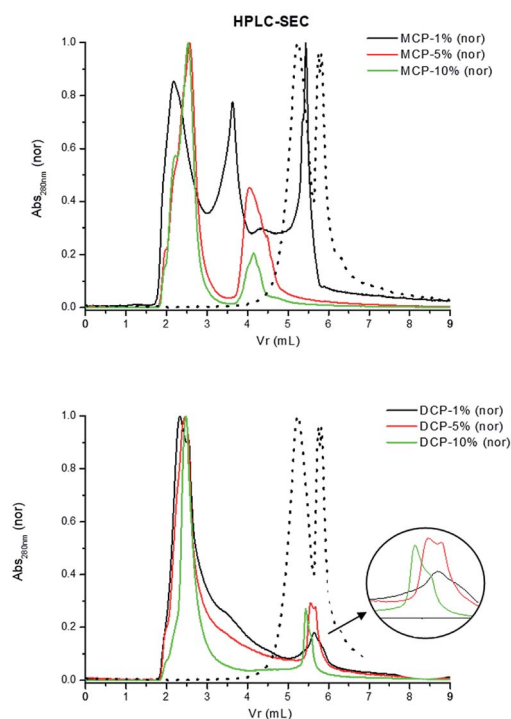 HPLC-SEC
MCP-1% (nor)
MCP-5% (nor)
MCP-10% (nor)
1.0
0.8
0.6
0.4
0.2
0.0
Abs280nm (nor)
0 1 2 3 4 5 6 7 8 9
Vr (mL)
DCP-1% (nor)
DCP-5% (nor)
DCP-10% (nor)
1.0
0.8
0.6
0.4
0.2
0.0
Abs280nm (nor)
0 1 2 3 4 5 6 7 8 9
Vr (mL)